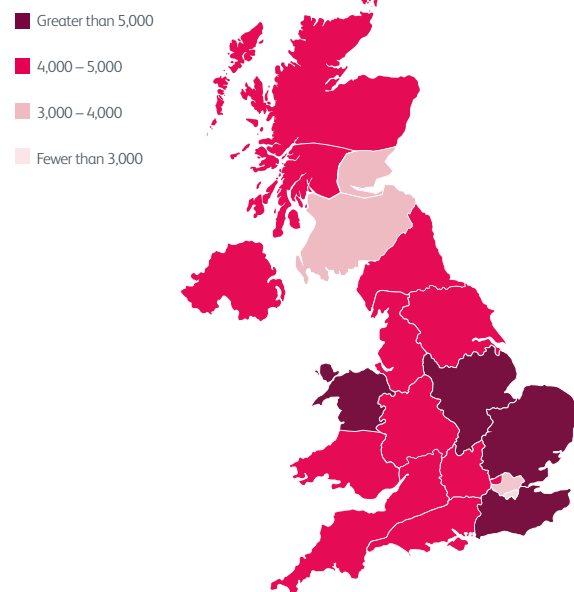 Greater than 5,000
4,000 – 5,000
3,000 – 4,000
Fewer than 3,000